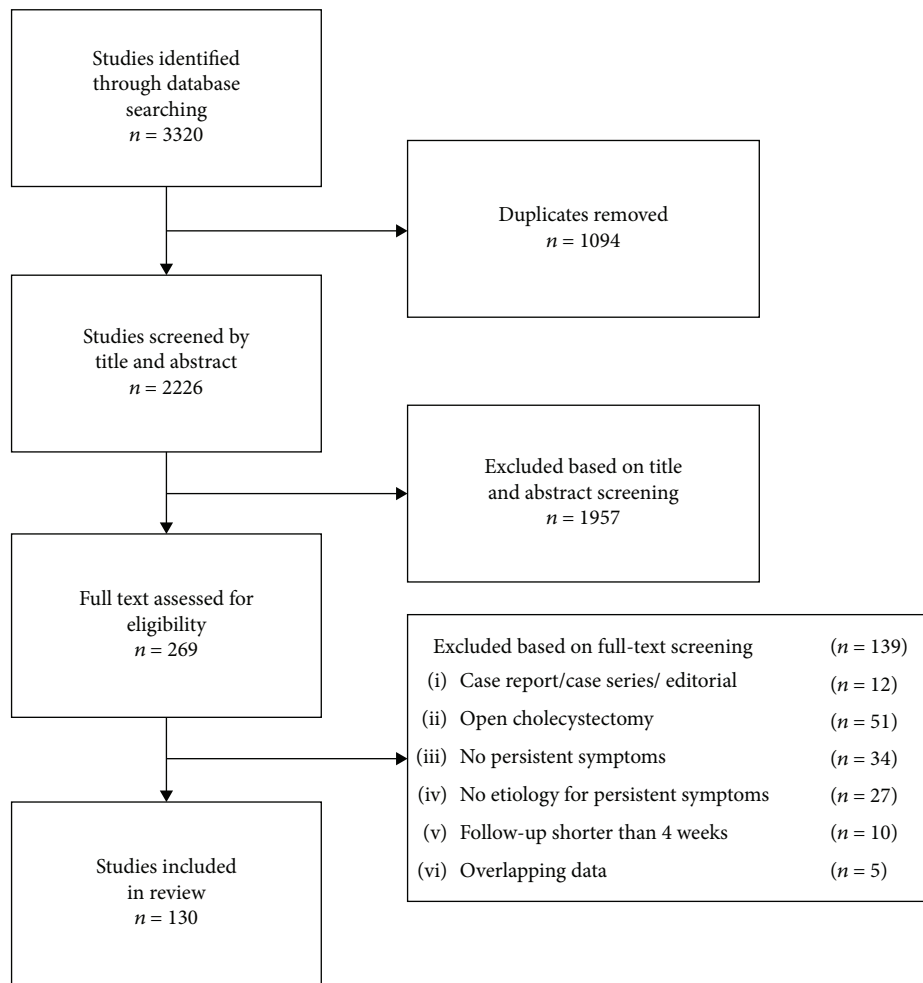 Studies identified
through database
searching
n = 3320
Duplicates removed
n = 1094
Studies screened by
title and abstract
n = 2226
Excluded based on title
and abstract screening
n = 1957
Full text assessed for
eligibility
n = 269
Excluded based on full-text screening (n = 139)
(i) Case report/case series/ editorial (n = 12)
(ii) Open cholecystectomy (n = 51)
(iii) No persistent symptoms (n = 34)
(iv) No etiology for persistent symptoms (n = 27)
(v) Follow-up shorter than 4 weeks (n = 10)
(vi) Overlapping data (n = 5)
Studies included
in review
n = 130